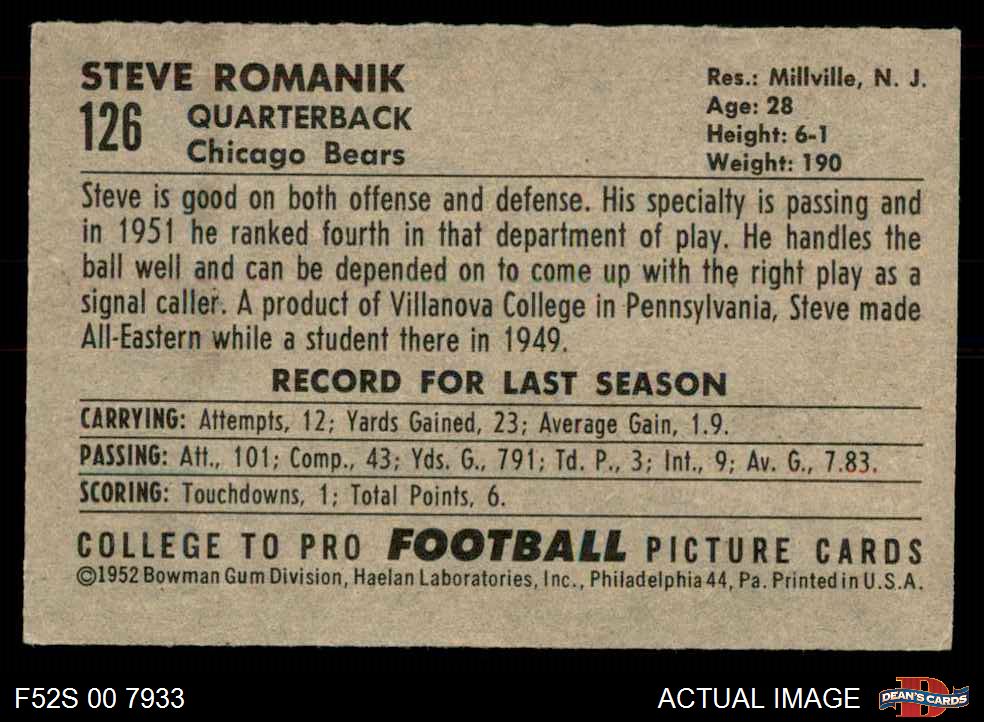 STEVE ROMANIK
126
QUARTERBACK
Chicago Bears
Res.: Millville, N. J.
Age: 28
Height: 6-1
Weight: 190
Steve is good on both offense and defense. His specialty is passing and
in 1951 he ranked fourth in that department of play. He handles the
ball well and can be depended on to come up with the right play as a
signal caller. A product of Villanova College in Pennsylvania, Steve made
All-Eastern while a student there in 1949.
RECORD FOR LAST SEASON
CARRYING: Attempts, 12; Yards Gained, 23; Average Gain, 1.9.
PASSING: Att., 101; Comp., 43; Yds. G., 791; Td. P., 3; Int., 9; Av. G., 7.83.
SCORING: Touchdowns, 1; Total Points, 6.
COLLEGE TO PRO FOOTBALL PICTURE CARDS
©1952 Bowman Gum Division, Haelan Laboratories, Inc., Philadelphia 44, Pa. Printed in U.S.A.
F52S 00 7933
ACTUAL IMAGE
D
DEAN'S CARDS